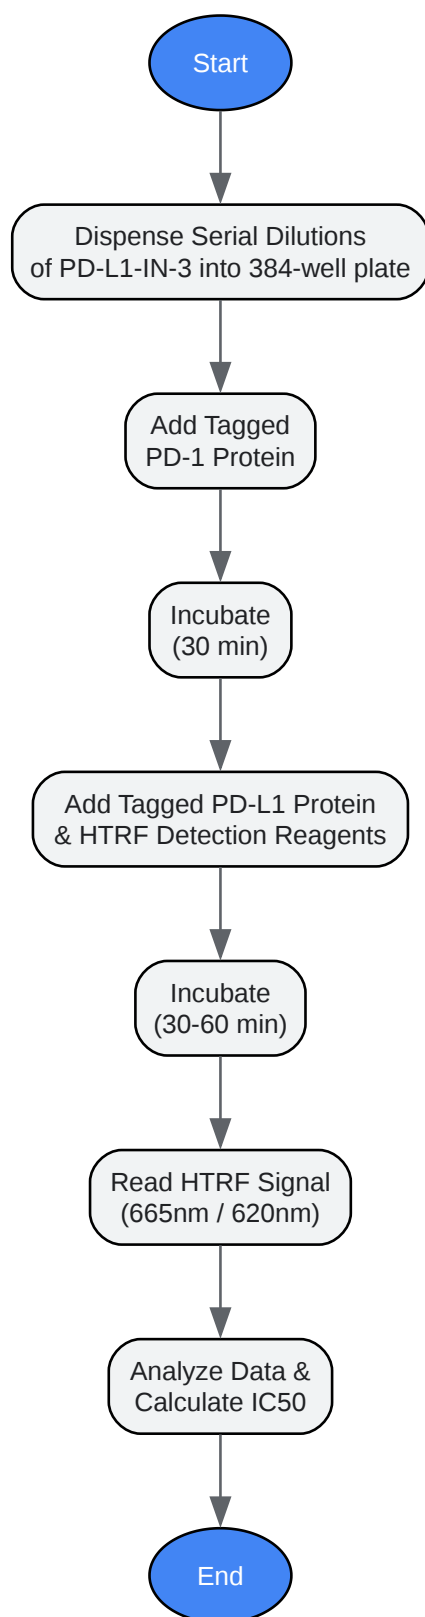 Start
Dispense Serial Dilutions
of PD-L1-IN-3 into 384-well plate
Add Tagged
PD-1 Protein
Incubate
(30 min)
Add Tagged PD-L1 Protein
& HTRF Detection Reagents
Incubate
(30-60 min)
Read HTRF Signal
(665nm / 620nm)
Analyze Data &
Calculate IC50
End